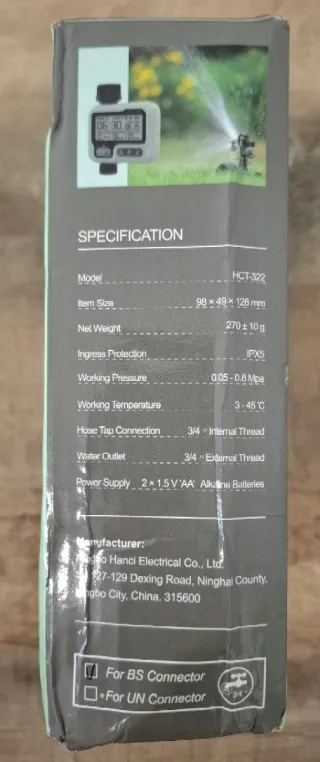 SPECIFICATION
Model HCT-322
Item Size 98 × 49 × 126 mm
Net Weight 270 ± 10 g
Ingress Protection IPX5
Working Pressure 0.05 - 0.8 Mpa
Working Temperature 3 - 45 °C
Hose Tap Connection 3/4 " Internal Thread
Water Outlet 3/4 " External Thread
Power Supply 2 × 1.5 V 'AA' Alkaline Batteries
Manufacturer:
Hanci Electrical Co., Ltd.
127-129 Dexing Road, Ninghai County,
City, China. 315600
For BS Connector
*For UN Connector
3/4"